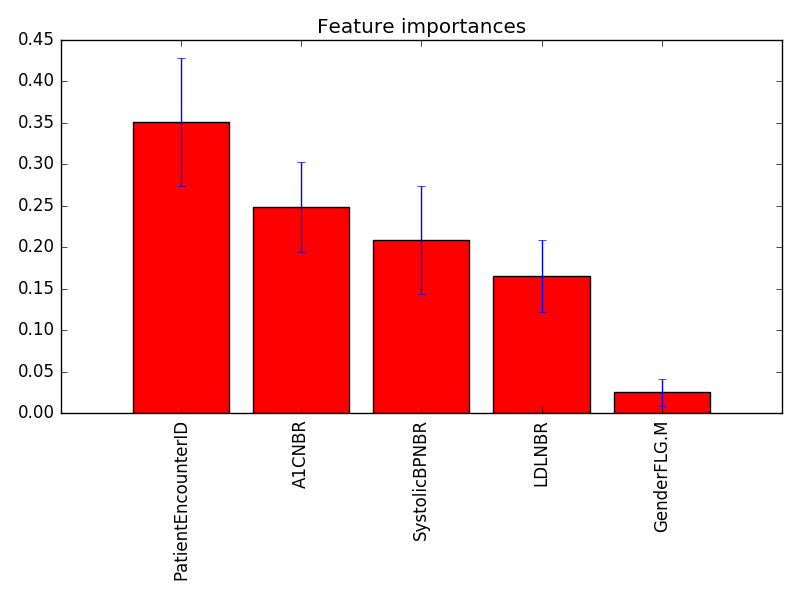 Feature importances
0.45
0.40
0.35
0.30
0.25
0.20
0.15
0.10
0.05
0.00
PatientEncounterID
A1CNBR
SystolicBPNBR
LDLNBR
GenderFLG.M